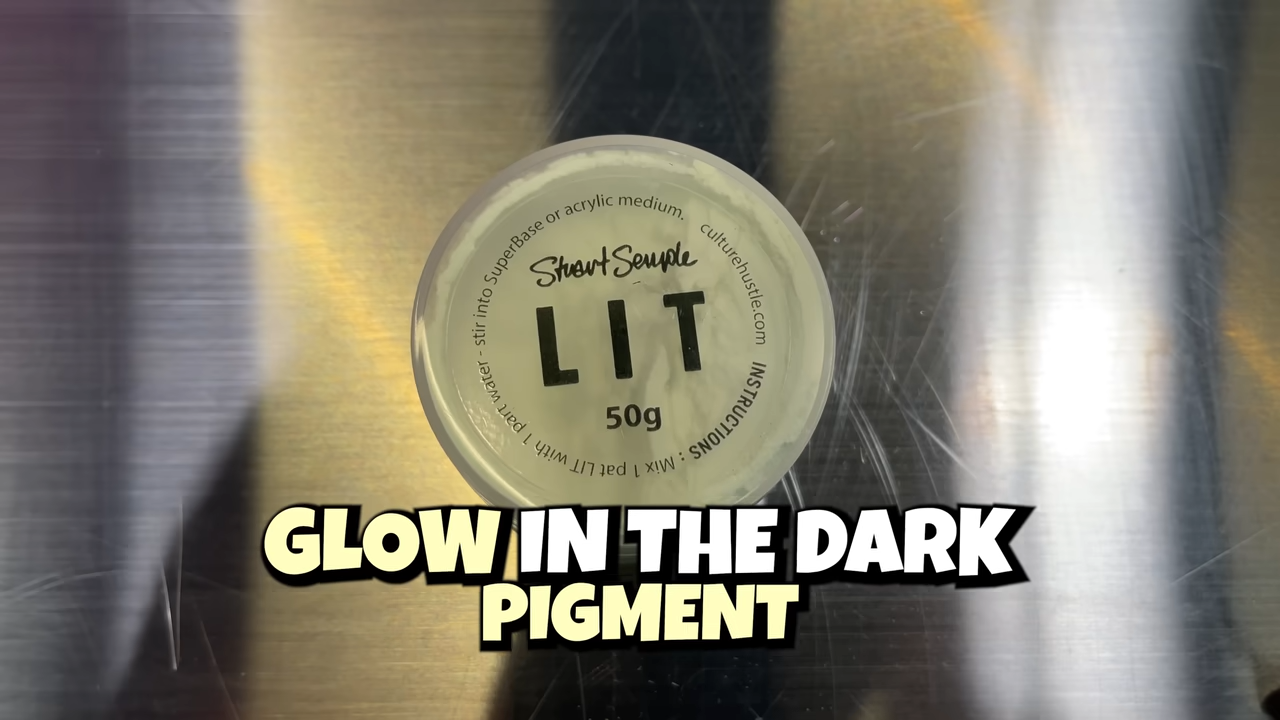 Stuart Semple
LIT
50g
INSTRUCTIONS : Mix 1 pat LIT with 1 part water - stir into SuperBase or acrylic medium.
culturehustle.com
GLOW IN THE DARK
PIGMENT